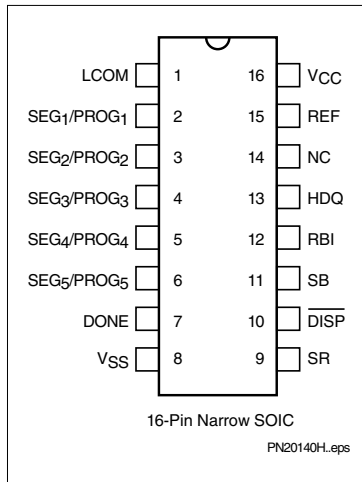 LCOM 1 16 VCC
SEG1/PROG1 2 15 REF
SEG2/PROG2 3 14 NC
SEG3/PROG3 4 13 HDQ
SEG4/PROG4 5 12 RBI
SEG5/PROG5 6 11 SB
DONE 7 10 DISP
VSS 8 9 SR
16-Pin Narrow SOIC
PN20140H..eps